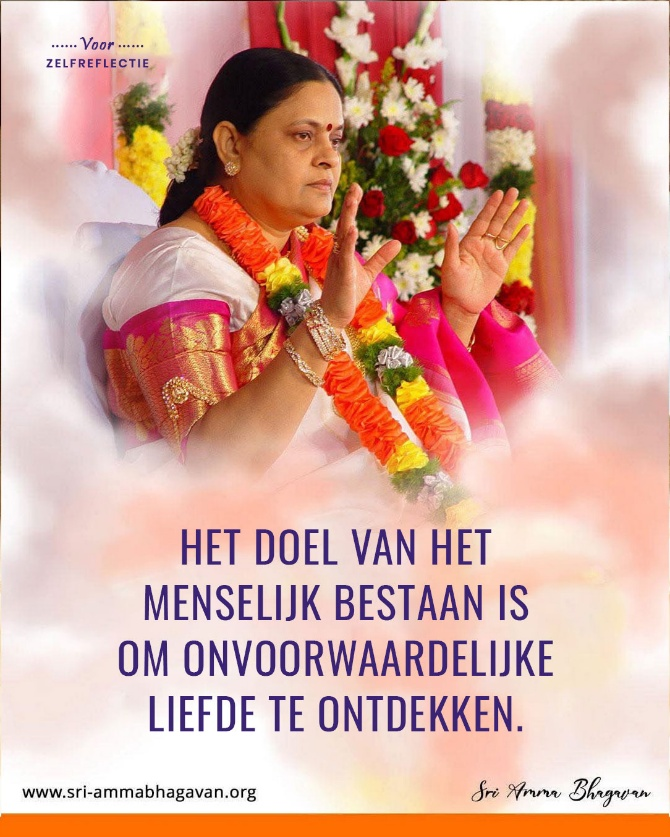 ...... Voor ......
ZELFREFLECTIE
HET DOEL VAN HET
MENSELIJK BESTAAN IS
OM ONVOORWAARDELIJKE
LIEFDE TE ONTDEKKEN.
www.sri-ammabhagavan.org
Sri Amma Bhagavan